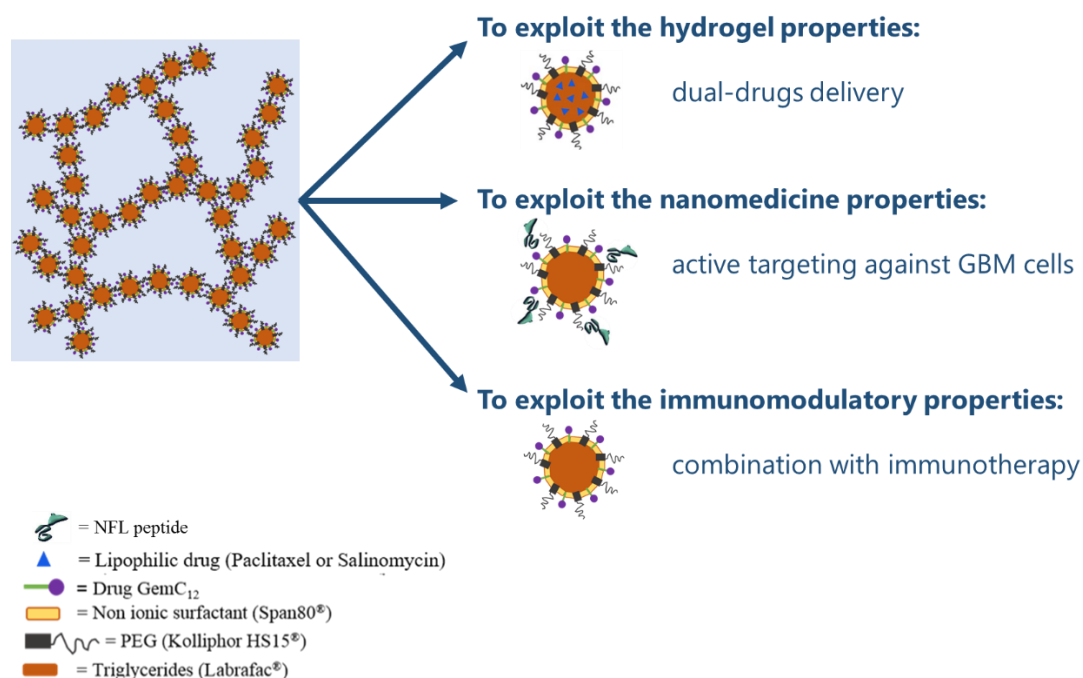 To exploit the hydrogel properties:
dual-drugs delivery
To exploit the nanomedicine properties:
active targeting against GBM cells
To exploit the immunomodulatory properties:
combination with immunotherapy
= NFL peptide
= Lipophilic drug (Paclitaxel or Salinomycin)
= Drug GemC₁₂
= Non ionic surfactant (Span80®)
= PEG (Kolliphor HS15®)
= Triglycerides (Labrafac®)